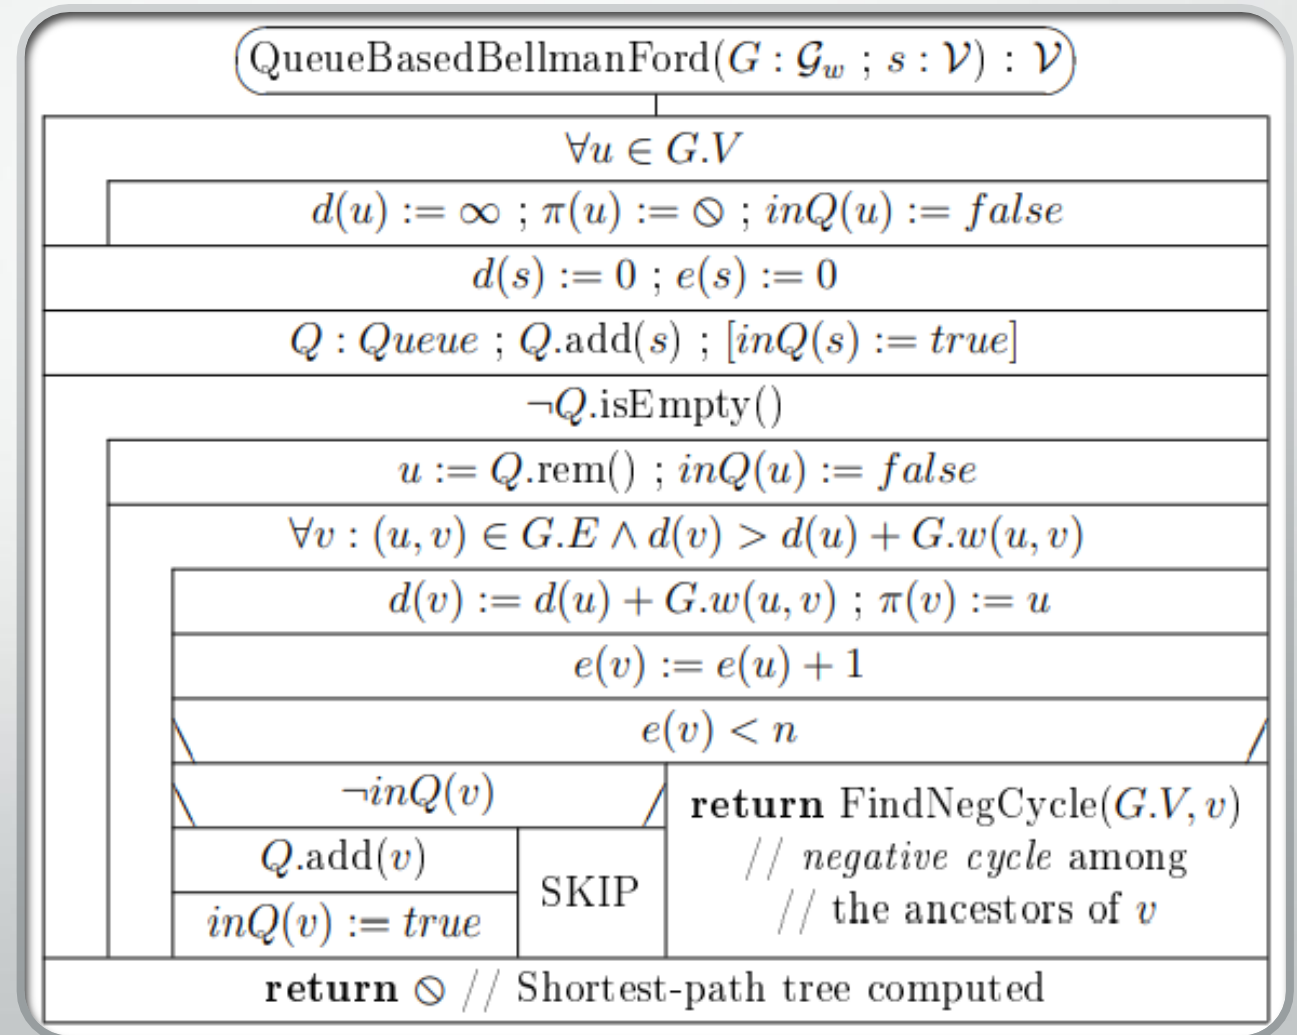 QueueBasedBellmanFord(G : 𝒢w ; s : 𝒱) : 𝒱
∀u ∈ G.V
d(u) := ∞ ; π(u) := ⦸ ; inQ(u) := false
d(s) := 0 ; e(s) := 0
Q : Queue ; Q.add(s) ; [inQ(s) := true]
¬Q.isEmpty()
u := Q.rem() ; inQ(u) := false
∀v : (u, v) ∈ G.E ∧ d(v) > d(u) + G.w(u, v)
d(v) := d(u) + G.w(u, v) ; π(v) := u
e(v) := e(u) + 1
e(v) < n
¬inQ(v)
Q.add(v)
inQ(v) := true
SKIP
return FindNegCycle(G.V, v)
// negative cycle among
// the ancestors of v
return ⦸ // Shortest-path tree computed